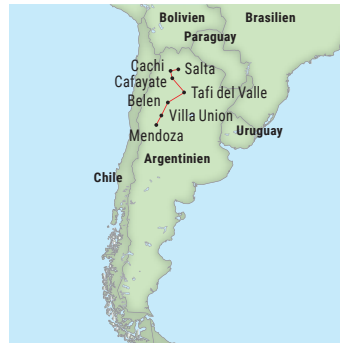 Bolivien
Brasilien
Paraguay
Cachi
Salta
Cafayate
Tafi del Valle
Belen
Villa Union
Uruguay
Mendoza
Argentinien
Chile